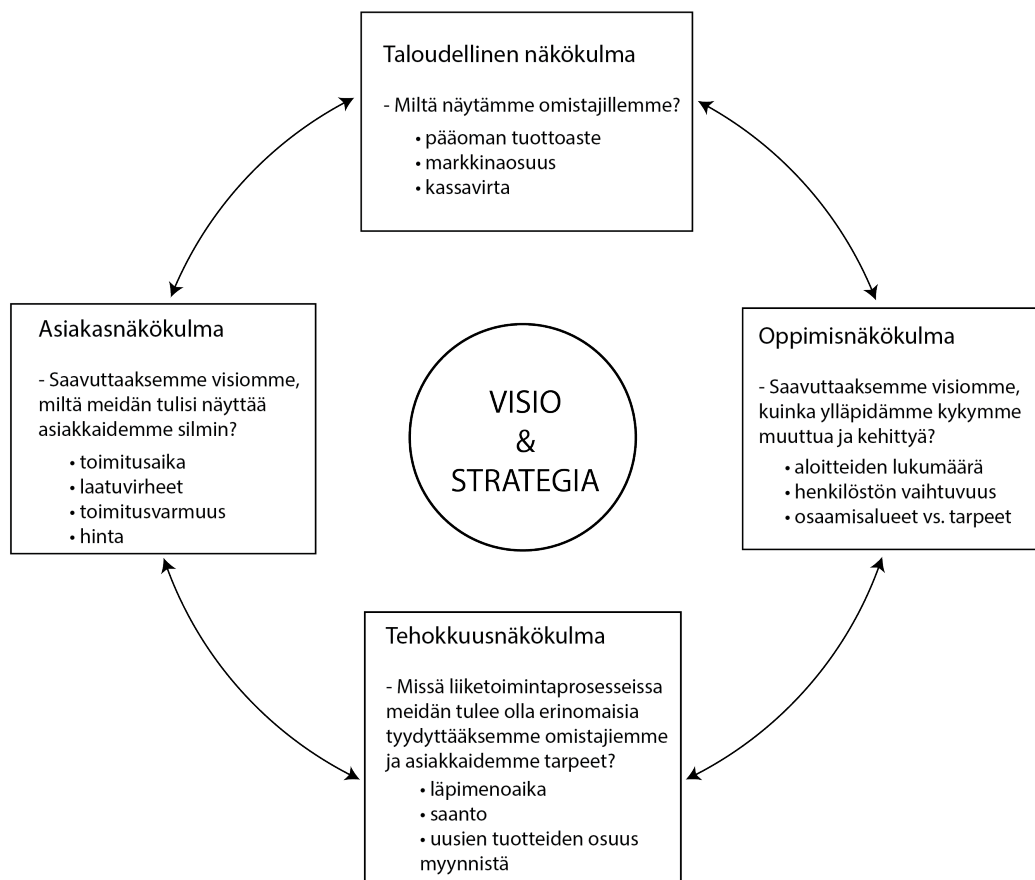 Taloudellinen näkökulma
- Miltä näytämme omistajillemme?
• pääoman tuottoaste
• markkinaosuus
• kassavirta
Asiakasnäkökulma
- Saavuttaaksemme visiomme,
miltä meidän tulisi näyttää
asiakkaidemme silmin?
• toimitusaika
• laatuvirheet
• toimitusvarmuus
• hinta
VISIO
&
STRATEGIA
Oppimisnäkökulma
- Saavuttaaksemme visiomme,
kuinka ylläpidämme kykymme
muuttua ja kehittyä?
• aloitteiden lukumäärä
• henkilöstön vaihtuvuus
• osaamisalueet vs. tarpeet
Tehokkuusnäkökulma
- Missä liiketoimintaprosesseissa
meidän tulee olla erinomaisia
tyydyttääksemme omistajiemme
ja asiakkaidemme tarpeet?
• läpimenoaika
• saanto
• uusien tuotteiden osuus
myynnistä